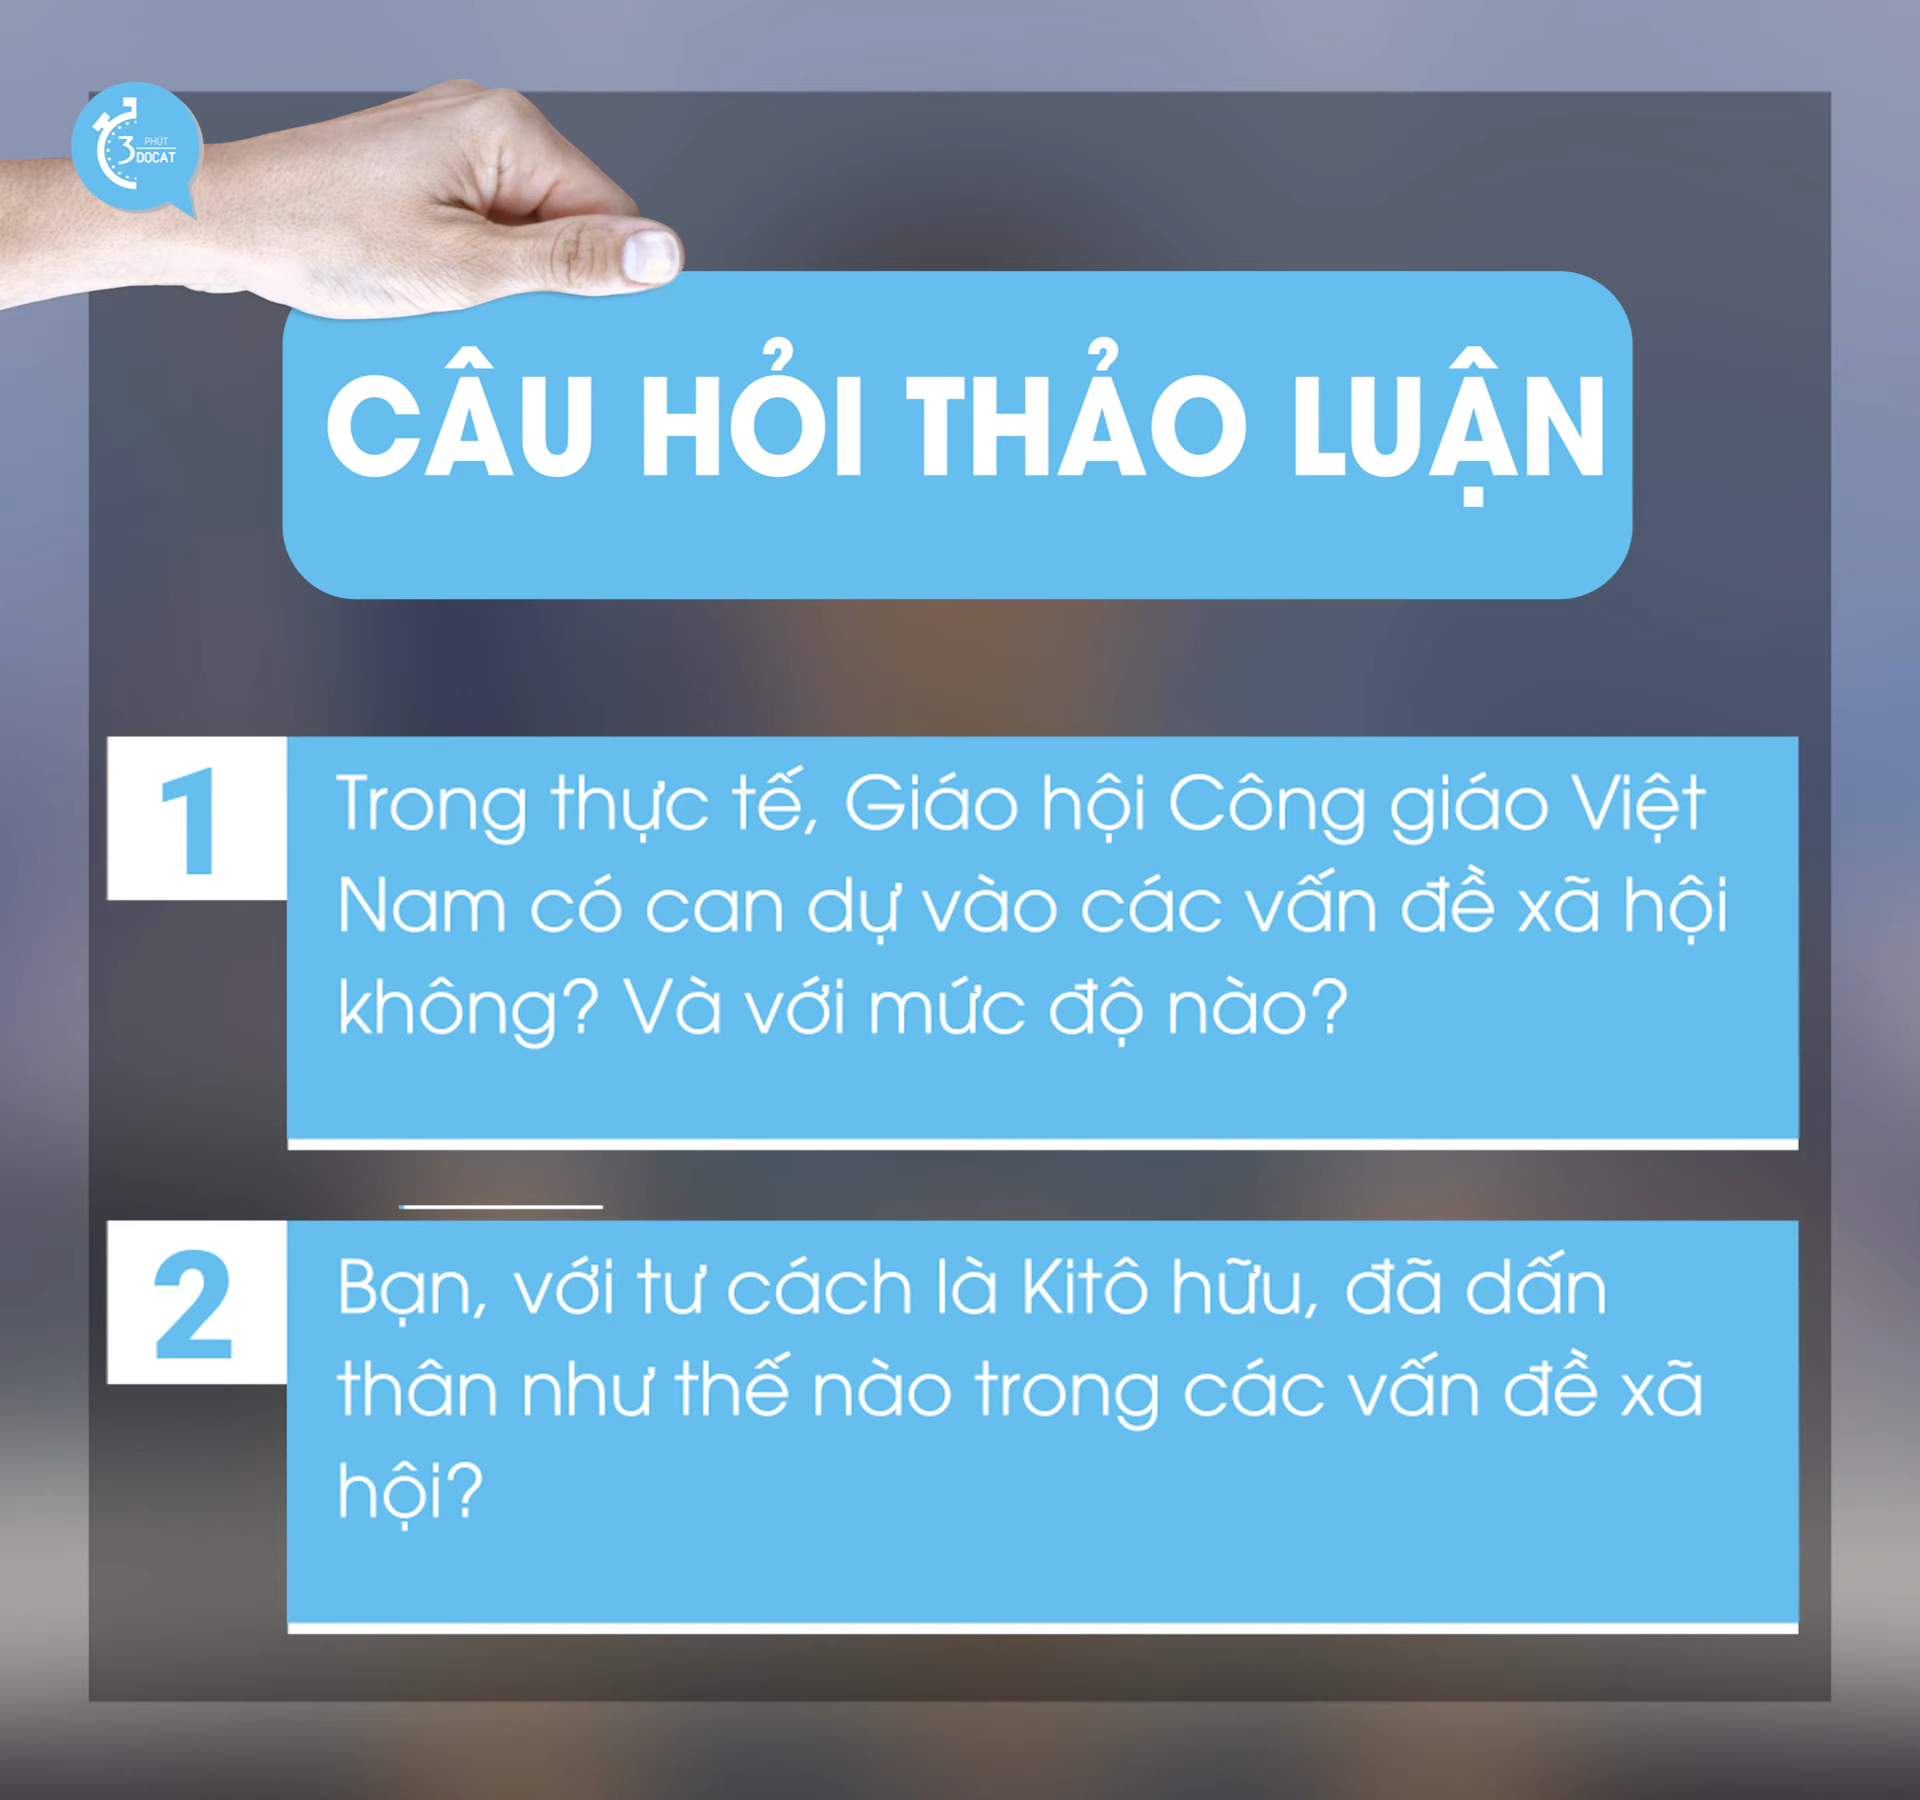 3 PHÚT
DOCAT
CÂU HỎI THẢO LUẬN
1
Trong thực tế, Giáo hội Công giáo Việt
Nam có can dự vào các vấn đề xã hội
không? Và với mức độ nào?
2
Bạn, với tư cách là Kitô hữu, đã dấn
thân như thế nào trong các vấn đề xã
hội?